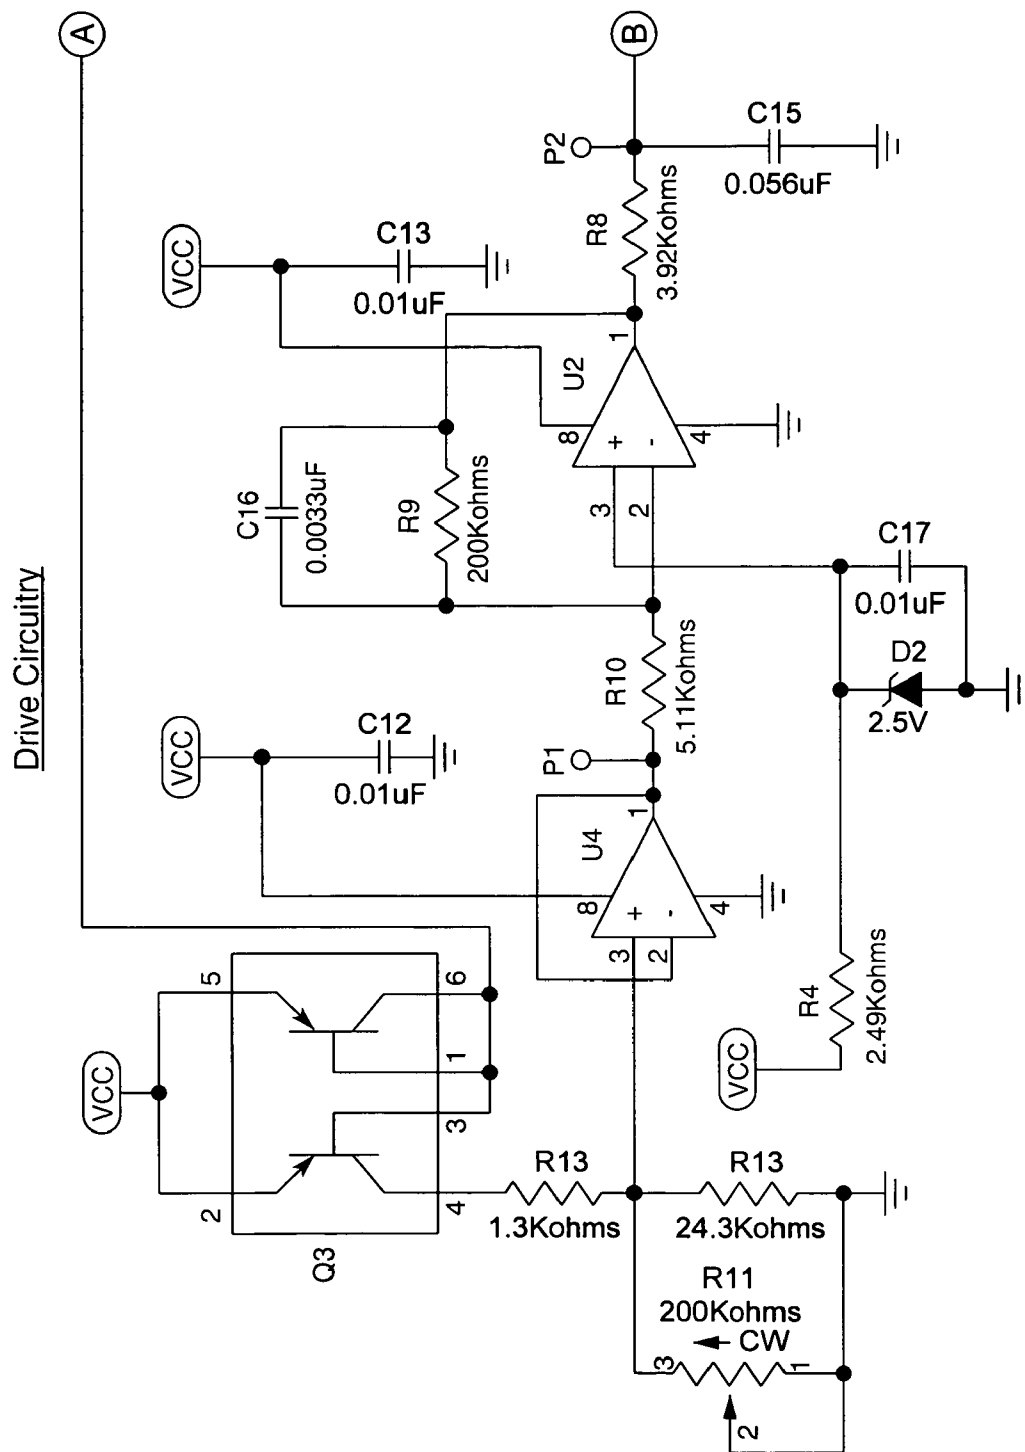 Drive Circuitry
A
VCC
5
2
Q3
6
1
3
4
R13
1.3Kohms
R13
24.3Kohms
R11
200Kohms
CW
3
1
2
VCC
C12
0.01uF
U4
8
3
+
2
-
1
4
P1
R10
5.11Kohms
C16
0.0033uF
R9
200Kohms
VCC
C13
0.01uF
U2
8
3
+
2
-
1
4
R8
3.92Kohms
P2
B
C15
0.056uF
VCC
R4
2.49Kohms
D2
2.5V
C17
0.01uF